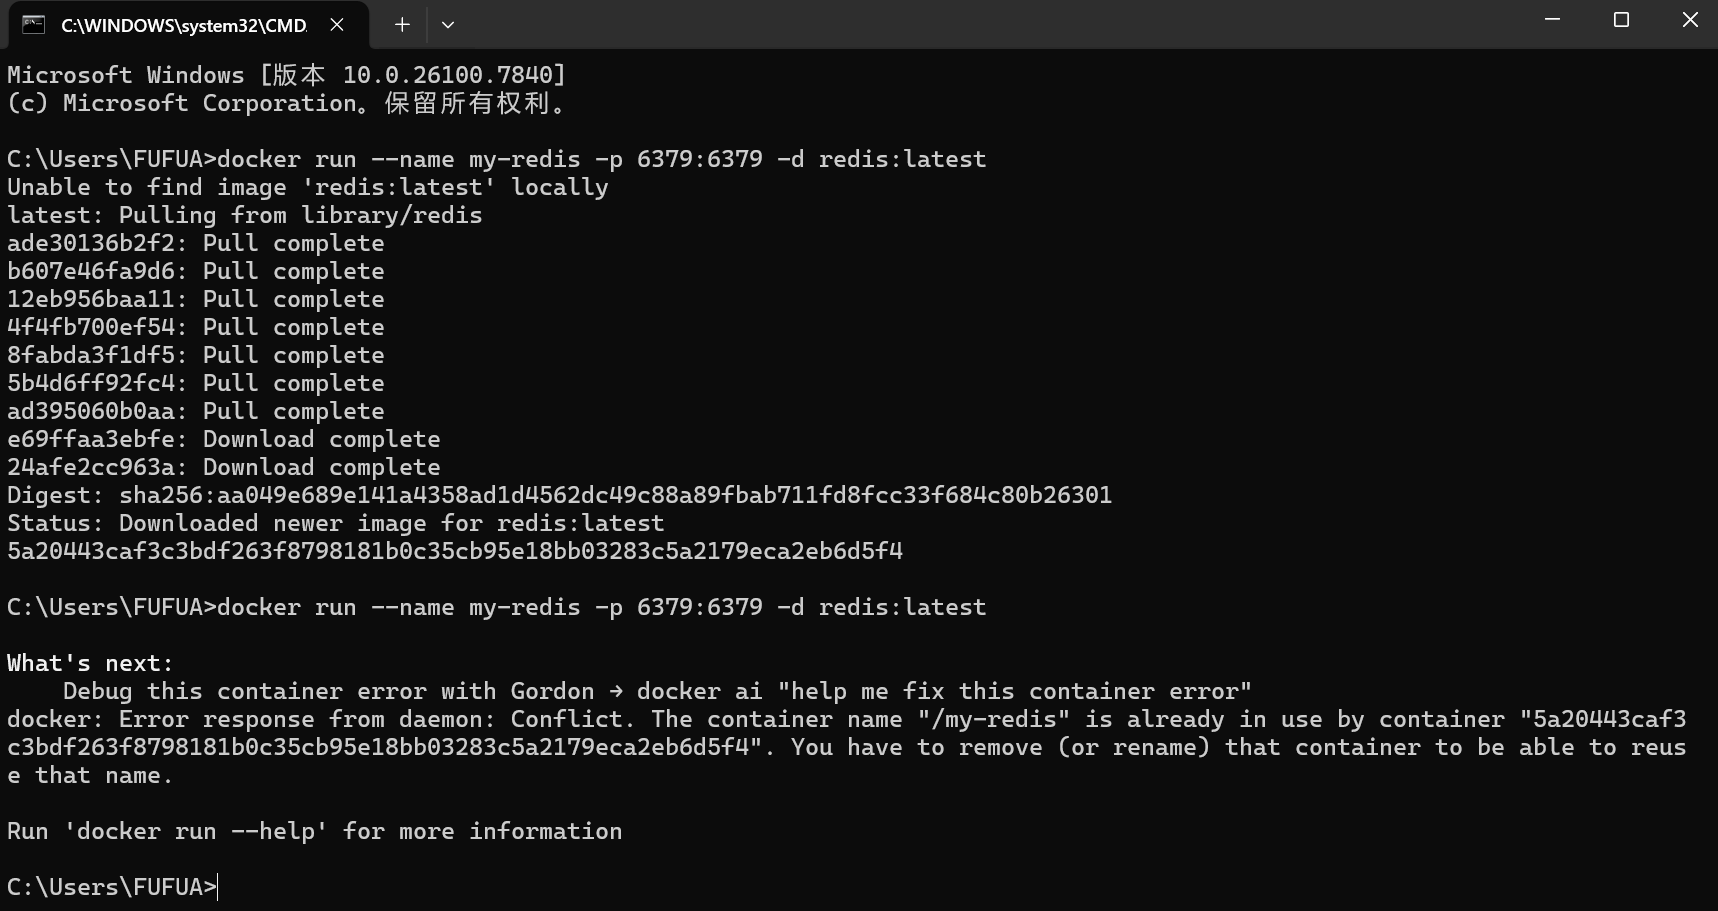 C:\WINDOWS\system32\CMD.
Microsoft Windows [版本 10.0.26100.7840]
(c) Microsoft Corporation。保留所有权利。
C:\Users\FUFUA>docker run --name my-redis -p 6379:6379 -d redis:latest
Unable to find image 'redis:latest' locally
latest: Pulling from library/redis
ade30136b2f2: Pull complete
b607e46fa9d6: Pull complete
12eb956baa11: Pull complete
4f4fb700ef54: Pull complete
8fabda3f1df5: Pull complete
5b4d6ff92fc4: Pull complete
ad395060b0aa: Pull complete
e69ffaa3ebfe: Download complete
24afe2cc963a: Download complete
Digest: sha256:aa049e689e141a4358ad1d4562dc49c88a89fbab711fd8fcc33f684c80b26301
Status: Downloaded newer image for redis:latest
5a20443caf3c3bdf263f8798181b0c35cb95e18bb03283c5a2179eca2eb6d5f4
C:\Users\FUFUA>docker run --name my-redis -p 6379:6379 -d redis:latest
What's next:
Debug this container error with Gordon → docker ai "help me fix this container error"
docker: Error response from daemon: Conflict. The container name "/my-redis" is already in use by container "5a20443caf3
c3bdf263f8798181b0c35cb95e18bb03283c5a2179eca2eb6d5f4". You have to remove (or rename) that container to be able to reus
e that name.
Run 'docker run --help' for more information
C:\Users\FUFUA>